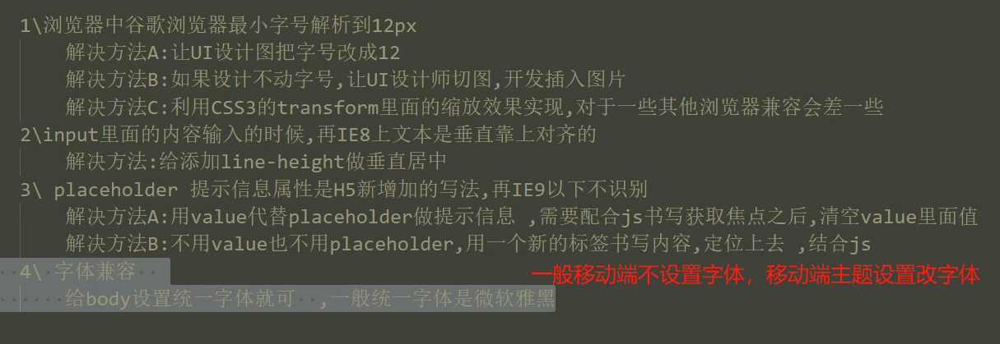 1\浏览器中谷歌浏览器最小字号解析到12px
解决方法A:让UI设计图把字号改成12
解决方法B:如果设计不动字号,让UI设计师切图,开发插入图片
解决方法C:利用CSS3的transform里面的缩放效果实现,对于一些其他浏览器兼容会差一些
2\input里面的内容输入的时候,再IE8上文本是垂直靠上对齐的
解决方法:给添加line-height做垂直居中
3\ placeholder 提示信息属性是H5新增加的写法,再IE9以下不识别
解决方法A:用value代替placeholder做提示信息 ,需要配合js书写获取焦点之后,清空value里面值
解决方法B:不用value也不用placeholder,用一个新的标签书写内容,定位上去 ,结合js
4\ 字体兼容
一般移动端不设置字体，移动端主题设置改字体
给body设置统一字体就可 ,一般统一字体是微软雅黑